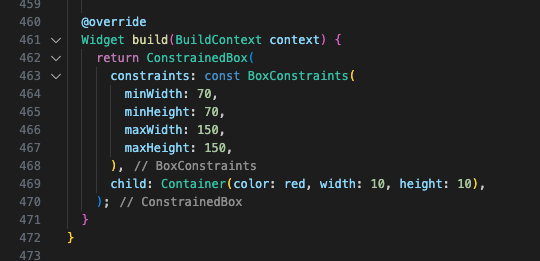 459
460 @override
461 Widget build(BuildContext context) {
462 return ConstrainedBox(
463 constraints: const BoxConstraints(
464 minWidth: 70,
465 minHeight: 70,
466 maxWidth: 150,
467 maxHeight: 150,
468 ), // BoxConstraints
469 child: Container(color: red, width: 10, height: 10),
470 ); // ConstrainedBox
471 }
472 }
473